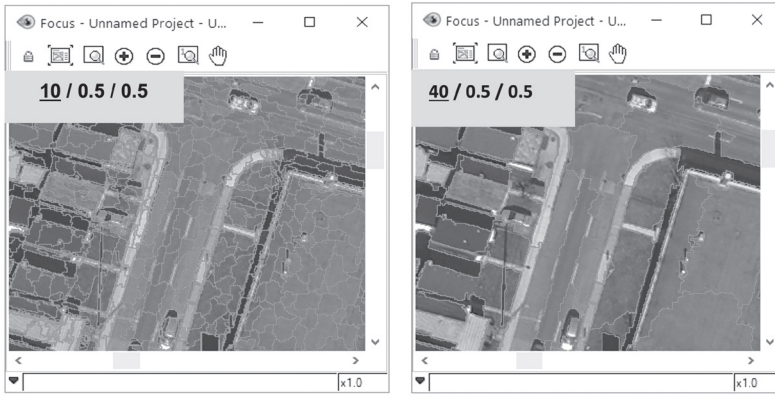 Focus - Unnamed Project - U...
10 / 0.5 / 0.5
x1.0
Focus - Unnamed Project - U...
40 / 0.5 / 0.5
x1.0